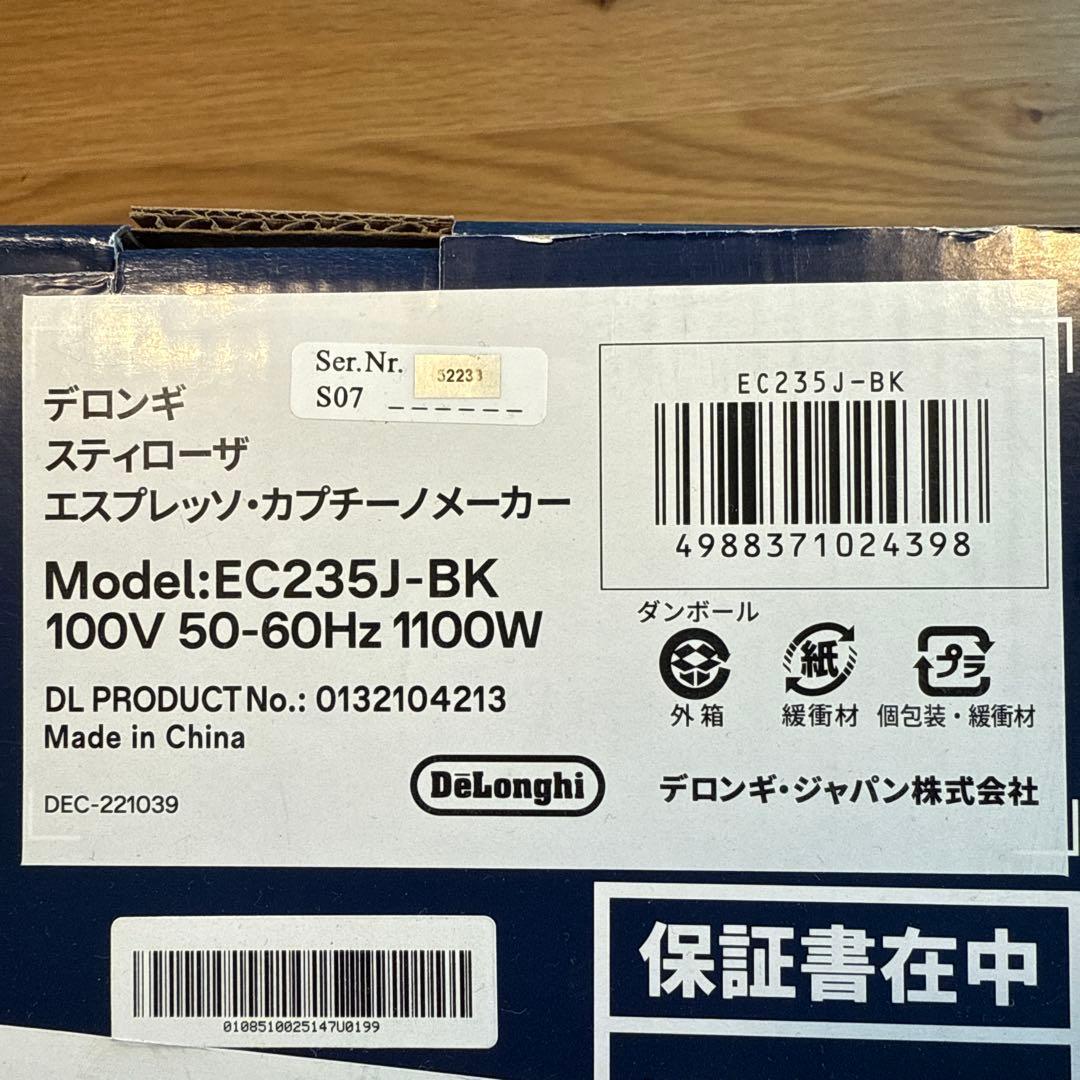 Ser.Nr.
52233
S07 _ _ _ _ _ _
デロンギ
スティローザ
エスプレッソ・カプチーノメーカー
Model:EC235J-BK
100V 50-60Hz 1100W
DL PRODUCT No.: 0132104213
Made in China
DEC-221039
DēLonghi
EC235J-BK
4988371024398
ダンボール
外箱
紙
緩衝材
プラ
個包装・緩衝材
デロンギ・ジャパン株式会社
保証書在中
0108510025147U0199